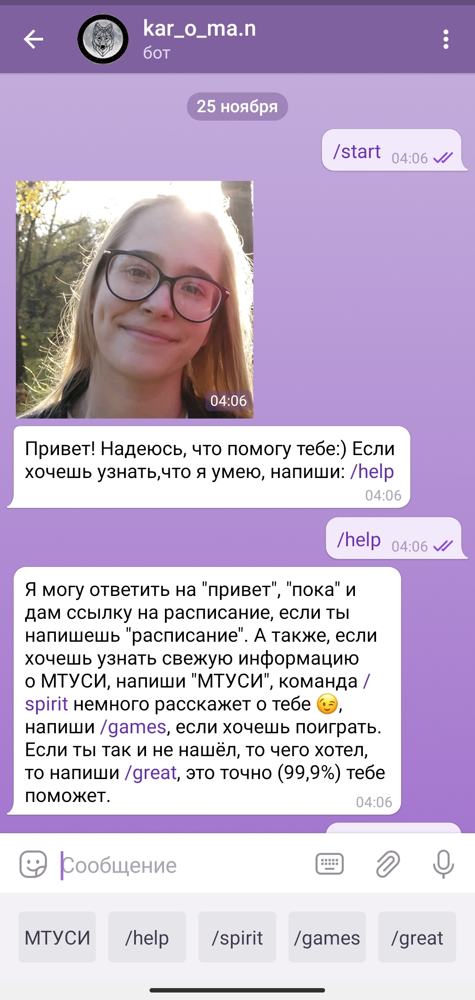 kar_o_ma.n
бот
25 ноября
/start 04:06
04:06
Привет! Надеюсь, что помогу тебе:) Если
хочешь узнать,что я умею, напиши: /help
04:06
/help 04:06
Я могу ответить на "привет", "пока" и
дам ссылку на расписание, если ты
напишешь "расписание". А также, если
хочешь узнать свежую информацию
о МТУСИ, напиши "МТУСИ", команда /
spirit немного расскажет о тебе 😉,
напиши /games, если хочешь поиграть.
Если ты так и не нашёл, то чего хотел,
то напиши /great, это точно (99,9%) тебе
поможет.
04:06
Сообщение
МТУСИ /help /spirit /games /great